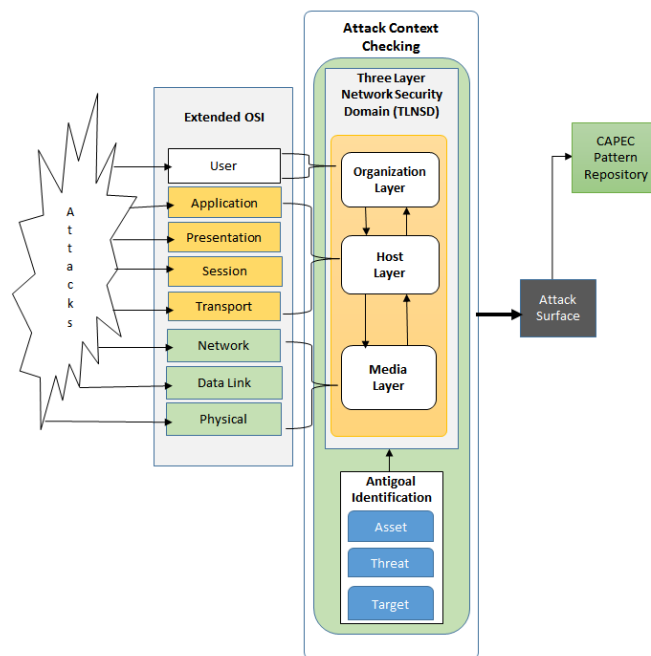 Attack Context
Checking
Three Layer
Network Security
Domain (TLNSD)
Extended OSI
CAPEC
Pattern
Repository
User
Application
Presentation
Session
Transport
Network
Data Link
Physical
Attacks
Organization
Layer
Host
Layer
Media
Layer
Attack
Surface
Antigoal
Identification
Asset
Threat
Target